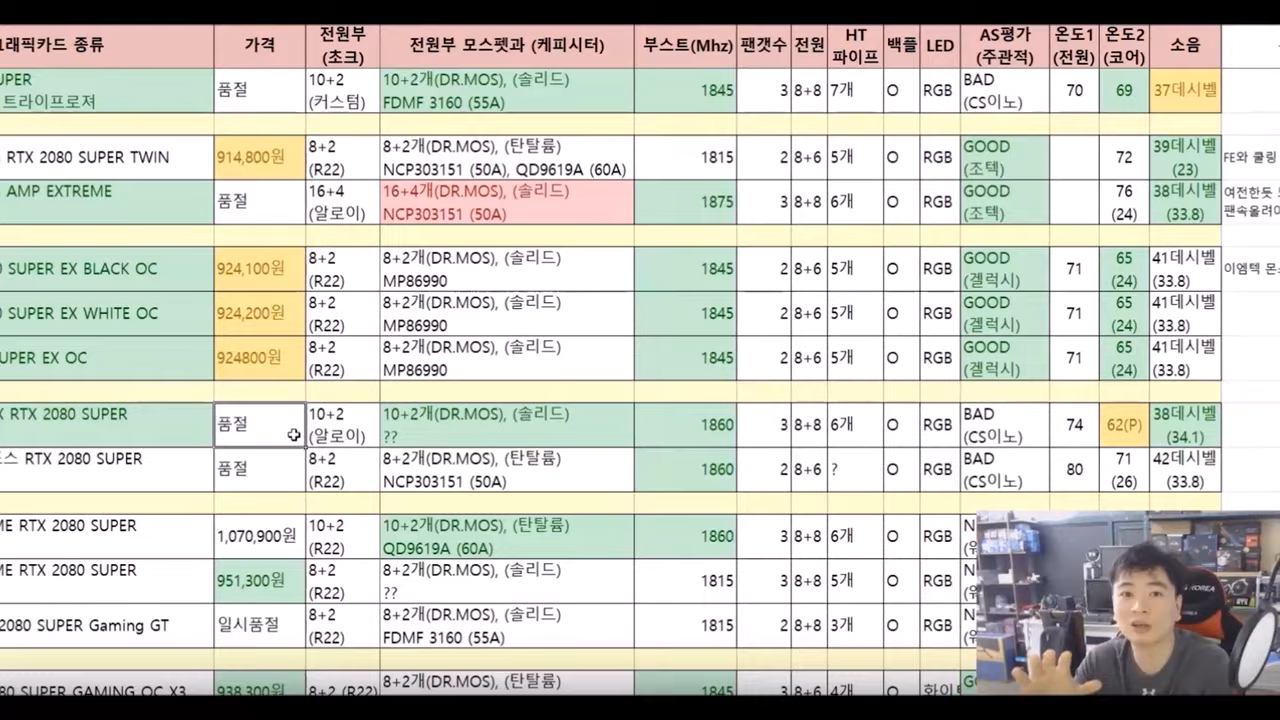 그래픽카드 종류 가격 전원부 (초크) 전원부 모스펫과 (케피시터) 부스트(Mhz) 팬갯수 전원 HT 파이프 백플 LED AS평가 (주관적) 온도1 (전원) 온도2 (코어) 소음
UPER 트라이프로져 품절 10+2 (커스텀) 10+2개(DR.MOS), (솔리드) FDMF 3160 (55A) 1845 3 8+8 7개 O RGB BAD (CS이노) 70 69 37데시벨
RTX 2080 SUPER TWIN 914,800원 8+2 (R22) 8+2개(DR.MOS), (탄탈륨) NCP303151 (50A), QD9619A (60A) 1815 2 8+6 5개 O RGB GOOD (조텍) 72 39데시벨 (23) FE와 쿨링
AMP EXTREME 품절 16+4 (알로이) 16+4개(DR.MOS), (솔리드) NCP303151 (50A) 1875 3 8+8 6개 O RGB GOOD (조텍) 76 (24) 38데시벨 (33.8) 여전한듯 팬속올려야
SUPER EX BLACK OC 924,100원 8+2 (R22) 8+2개(DR.MOS), (솔리드) MP86990 1845 2 8+6 5개 O RGB GOOD (겔럭시) 71 65 (24) 41데시벨 (33.8) 이엠텍 몬
SUPER EX WHITE OC 924,200원 8+2 (R22) 8+2개(DR.MOS), (솔리드) MP86990 1845 2 8+6 5개 O RGB GOOD (겔럭시) 71 65 (24) 41데시벨 (33.8)
UPER EX OC 924800원 8+2 (R22) 8+2개(DR.MOS), (솔리드) MP86990 1845 2 8+6 5개 O RGB GOOD (겔럭시) 71 65 (24) 41데시벨 (33.8)
X RTX 2080 SUPER 품절 10+2 (알로이) 10+2개(DR.MOS), (솔리드) ?? 1860 3 8+8 6개 O RGB BAD (CS이노) 74 62(P) 38데시벨 (34.1)
스 RTX 2080 SUPER 품절 8+2 (R22) 8+2개(DR.MOS), (탄탈륨) NCP303151 (50A) 1860 2 8+6 ? O RGB BAD (CS이노) 80 71 (26) 42데시벨 (33.8)
ME RTX 2080 SUPER 1,070,900원 10+2 (R22) 10+2개(DR.MOS), (탄탈륨) QD9619A (60A) 1860 3 8+8 6개 O RGB N
ME RTX 2080 SUPER 951,300원 8+2 (R22) 8+2개(DR.MOS), (솔리드) ?? 1815 3 8+8 5개 O RGB N
2080 SUPER Gaming GT 일시품절 8+2 (R22) 8+2개(DR.MOS), (솔리드) FDMF 3160 (55A) 1815 2 8+8 3개 O RGB N
80 SUPER GAMING OC X3 938,300원 8+2 (R22) 8+2개(DR.MOS), (탄탈륨) 1845 3 8+8 4개 O 화이트
KOREA